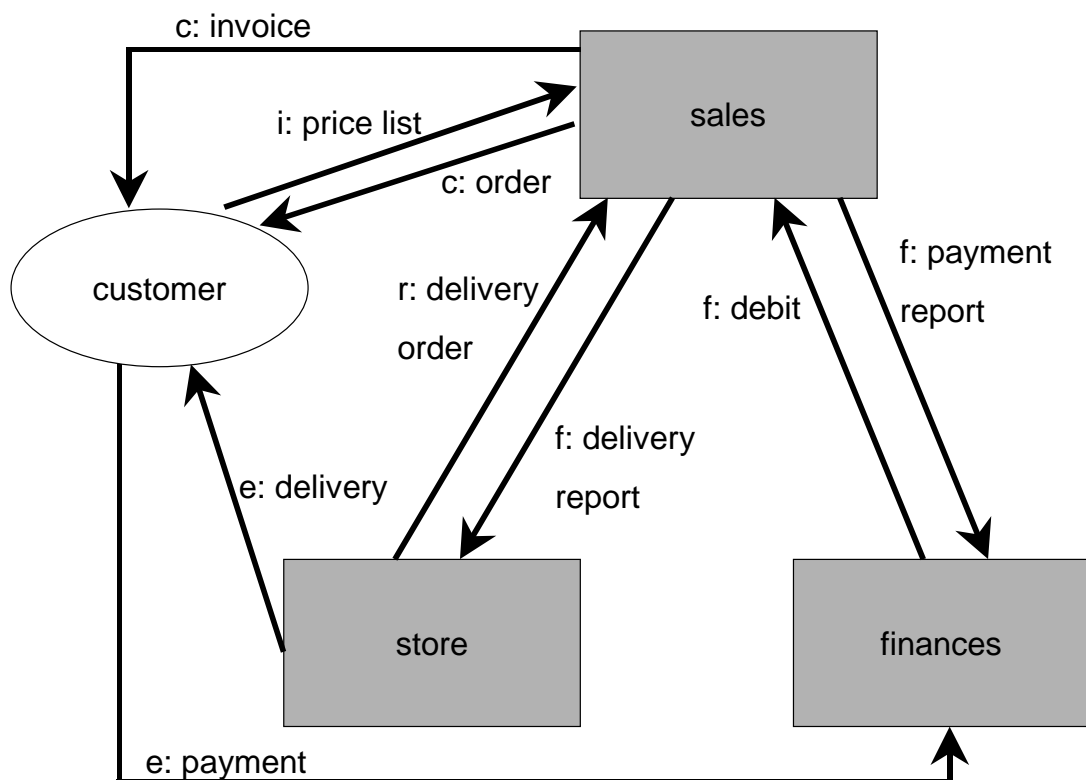 c: invoice
sales
i: price list
c: order
customer
r: delivery
order
f: debit
f: payment
report
e: delivery
f: delivery
report
store
finances
e: payment